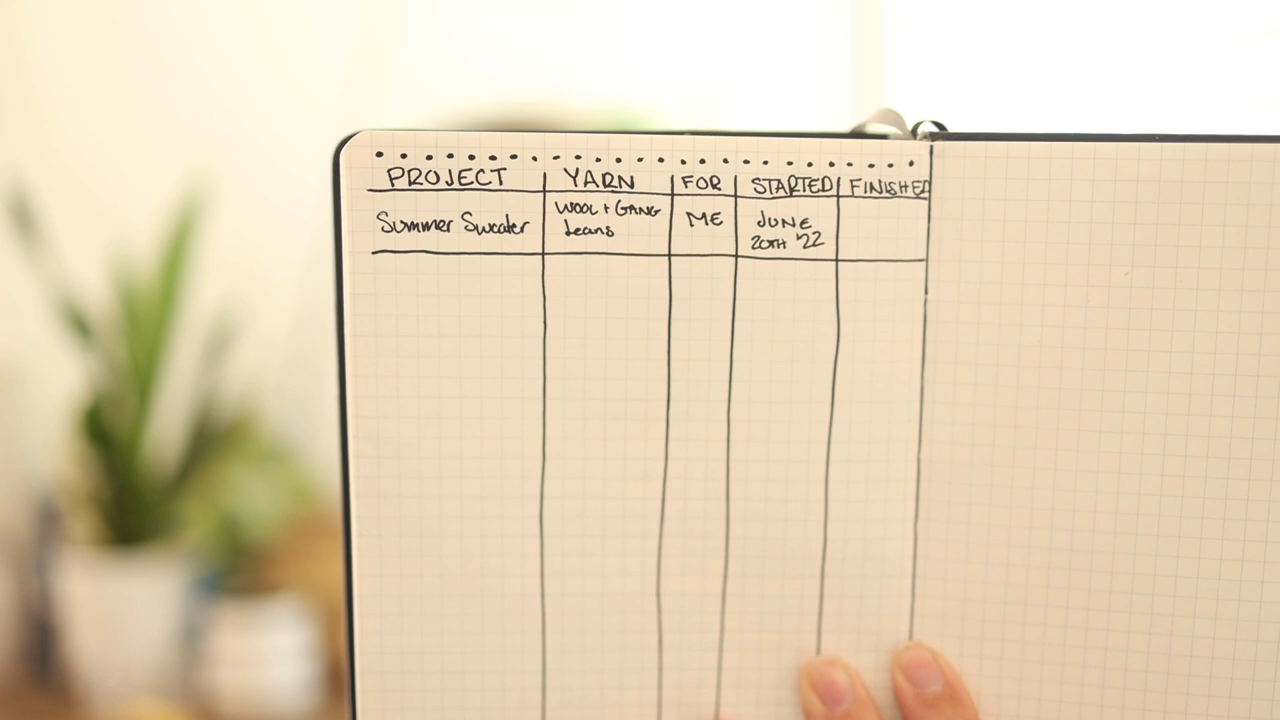 PROJECT YARN FOR STARTED FINISHED
Summer Sweater WOOL + GANG ME JUNE
Jeans 20TH '22